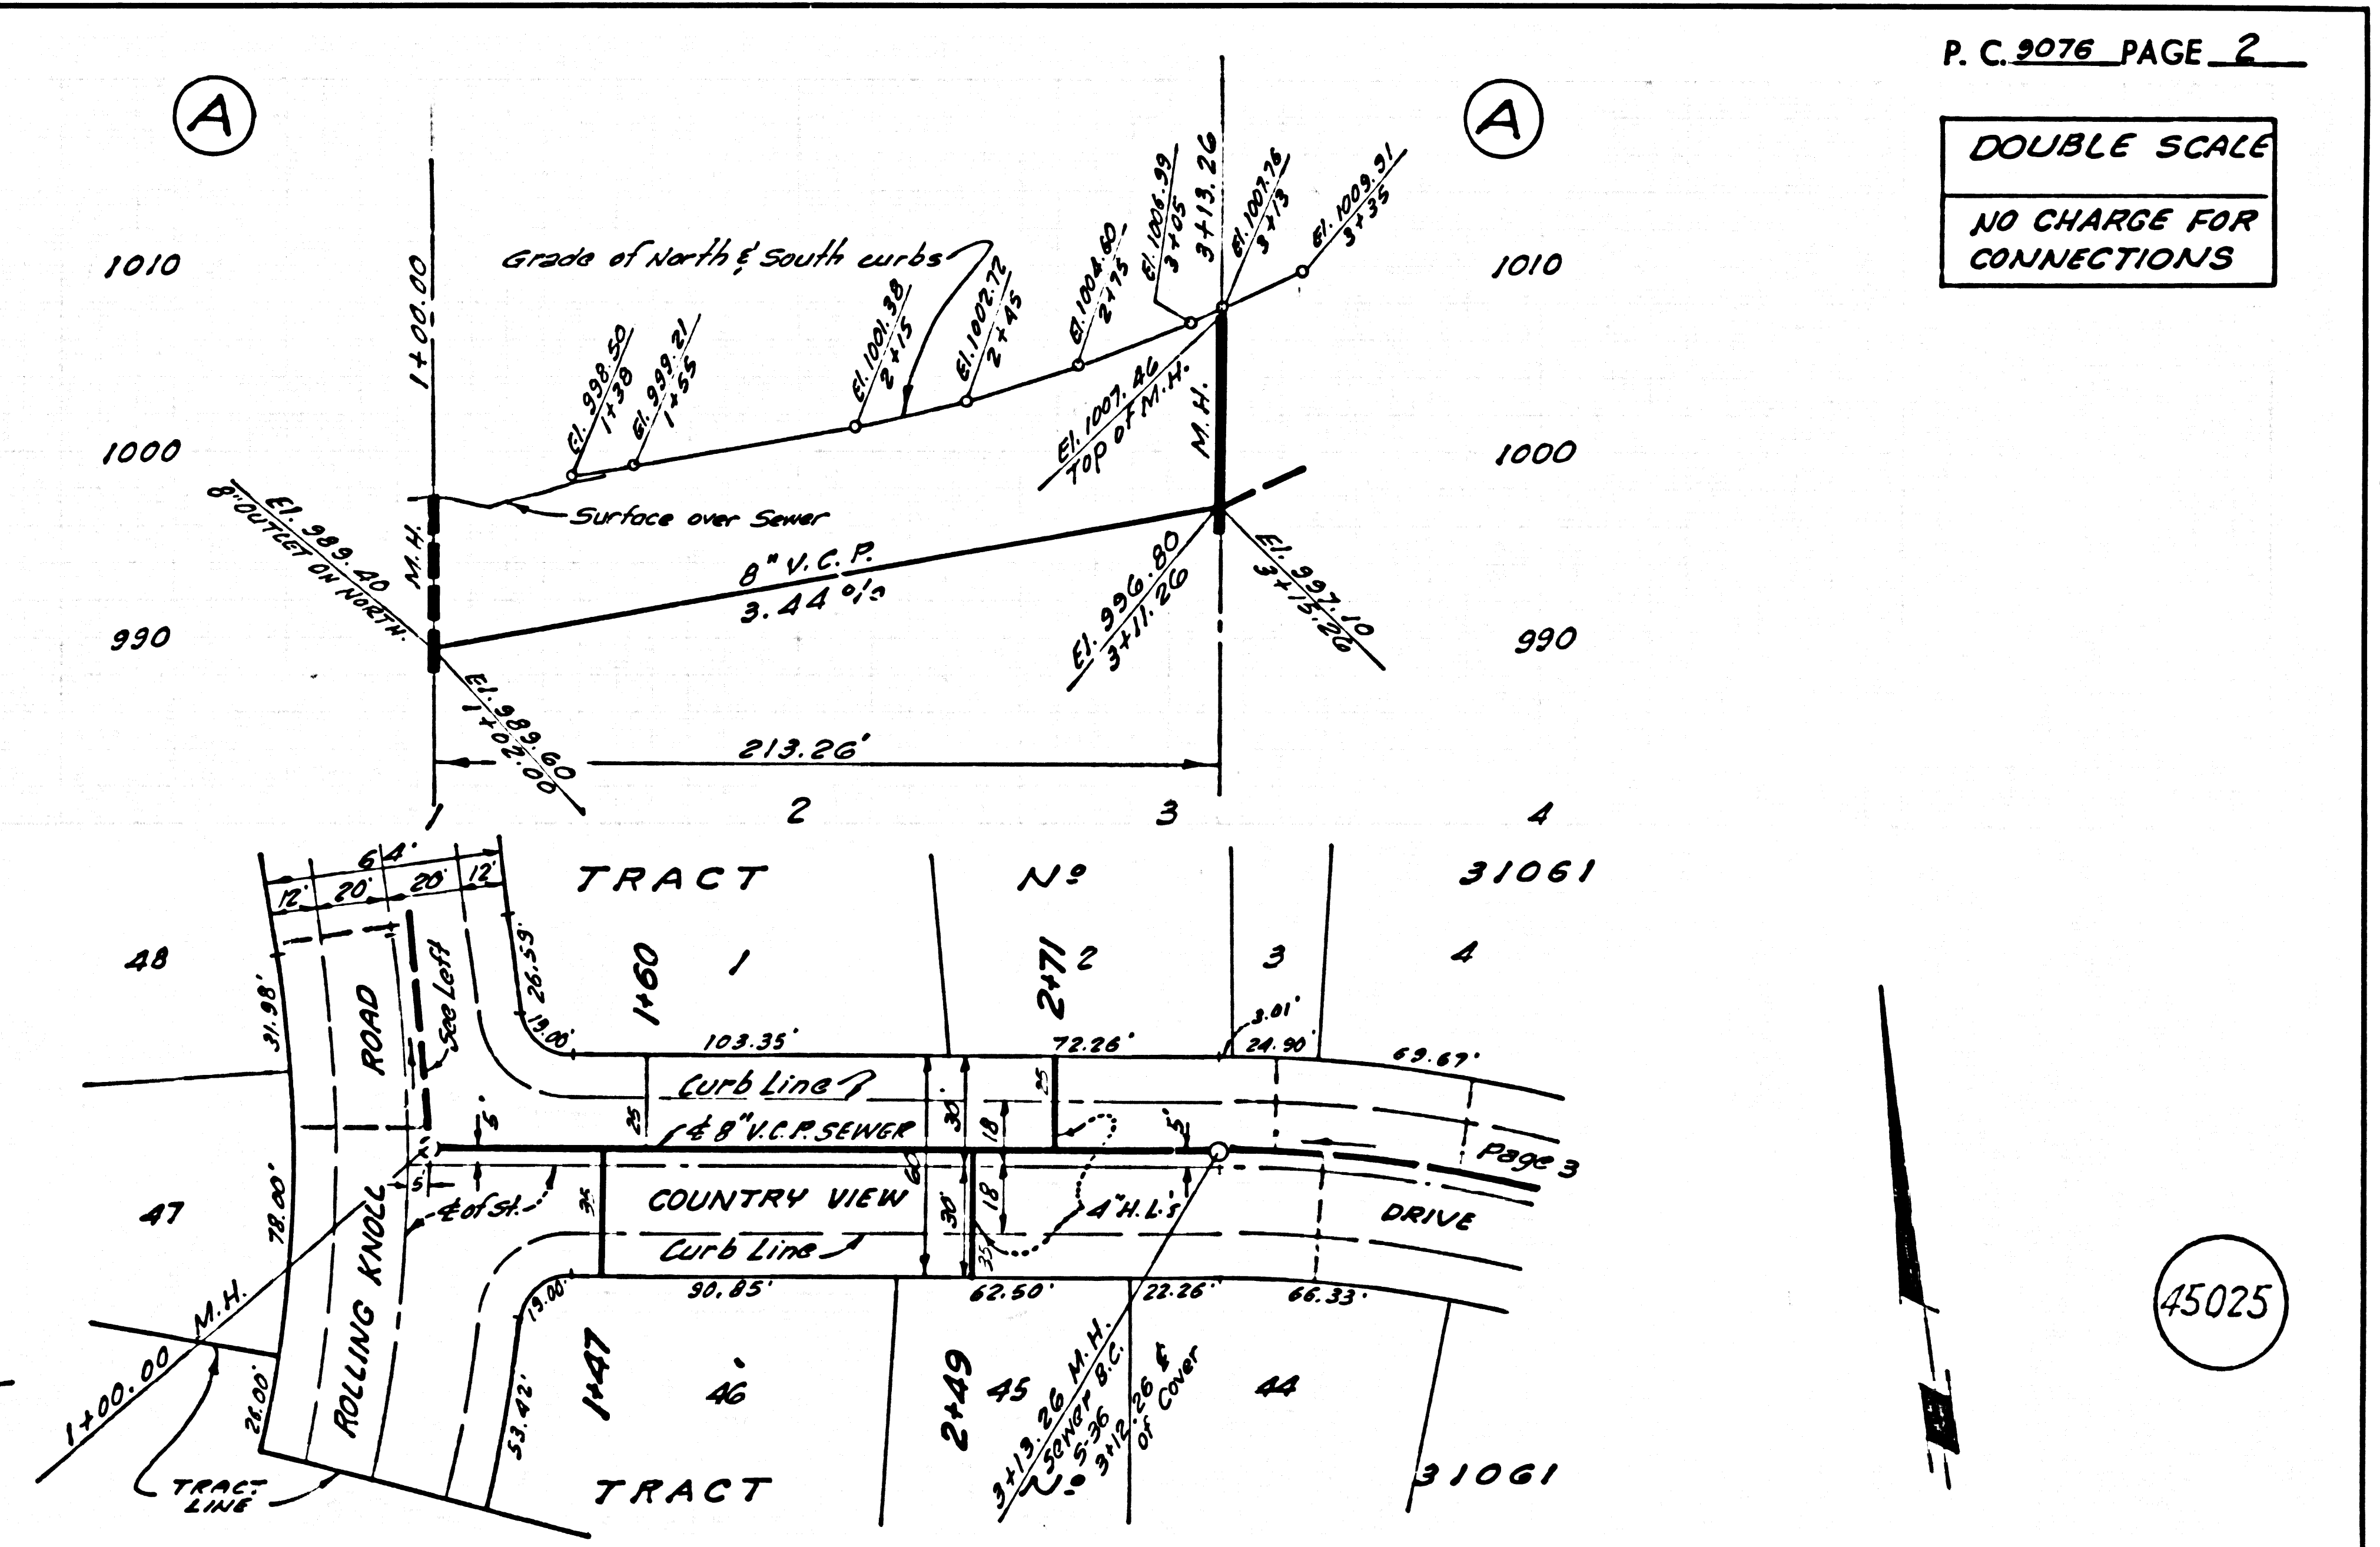 P. C. 9076 PAGE 2
DOUBLE SCALE
NO CHARGE FOR
CONNECTIONS
A
A
1010
1010
1000
1000
990
990
1+00.00
Grade of North & South curbs
El. 998.50
1+38
El. 999.21
1+55
El. 1001.38
2+15
El. 1002.72
2+45
El. 1004.60
2+75
El. 1006.99
3+05
3+13.26
El. 1007.76
3+13
El. 1009.91
3+35
El. 1007.46
Top of M.H.
M.H.
M.H.
Surface over Sewer
El. 989.40
8" OUTLET ON NORTH.
8" V.C.P.
3.44 %
El. 996.80
3+11.26
El. 997.10
3+15.26
El. 989.60
1+02.00
213.26'
1
2
3
4
64'
12'
20'
20'
12'
TRACT
Nº
31061
48
31.98'
ROAD
See Left
26.59'
19.00'
1+60
1
2+71
2
3
4
103.35'
72.26'
3.01'
24.90'
69.67'
Curb Line
25
25
30'
18
5'
5'
℄ 8" V.C.P. SEWER
Page 3
47
78.00'
5'
℄ of St.
35
COUNTRY VIEW
60
30'
18
35
4" H.L.'s
DRIVE
Curb Line
ROLLING KNOLL
M.H.
1+00.00
26.00'
19.00'
90.85'
62.50'
22.26'
66.33'
53.42'
1+47
46
2+49
45
44
3+13.26 M.H.
Sewer B.C.
S-36
3+12.26 ℄
of Cover
TRACT
LINE
TRACT
Nº
31061
45025